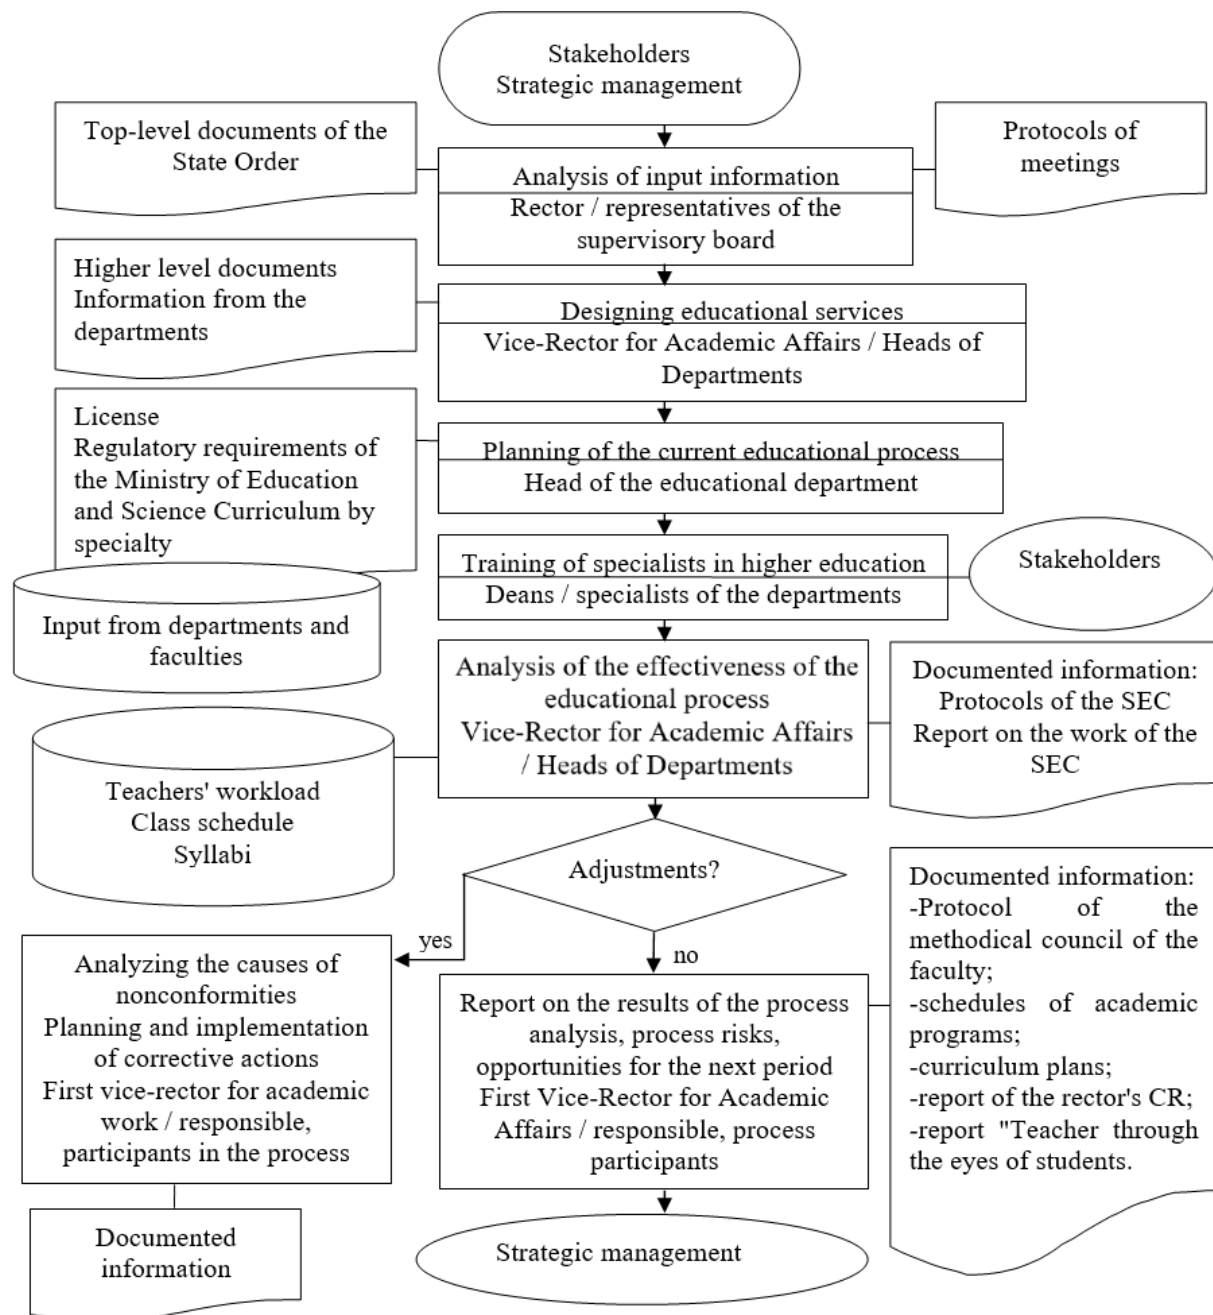 Stakeholders
Strategic management
Top-level documents of the
State Order
Protocols of
meetings
Analysis of input information
Rector / representatives of the
supervisory board
Higher level documents
Information from the
departments
Designing educational services
Vice-Rector for Academic Affairs / Heads of
Departments
License
Regulatory requirements of
the Ministry of Education
and Science Curriculum by
specialty
Planning of the current educational process
Head of the educational department
Training of specialists in higher education
Deans / specialists of the departments
Stakeholders
Input from departments and
faculties
Analysis of the effectiveness of the
educational process
Vice-Rector for Academic Affairs
/ Heads of Departments
Documented information:
Protocols of the SEC
Report on the work of the
SEC
Teachers' workload
Class schedule
Syllabi
Adjustments?
yes
no
Documented information:
-Protocol of the
methodical council of the
faculty;
-schedules of academic
programs;
-curriculum plans;
-report of the rector's CR;
-report "Teacher through
the eyes of students.
Analyzing the causes of
nonconformities
Planning and implementation
of corrective actions
First vice-rector for academic
work / responsible,
participants in the process
Report on the results of the process
analysis, process risks,
opportunities for the next period
First Vice-Rector for Academic
Affairs / responsible, process
participants
Documented
information
Strategic management